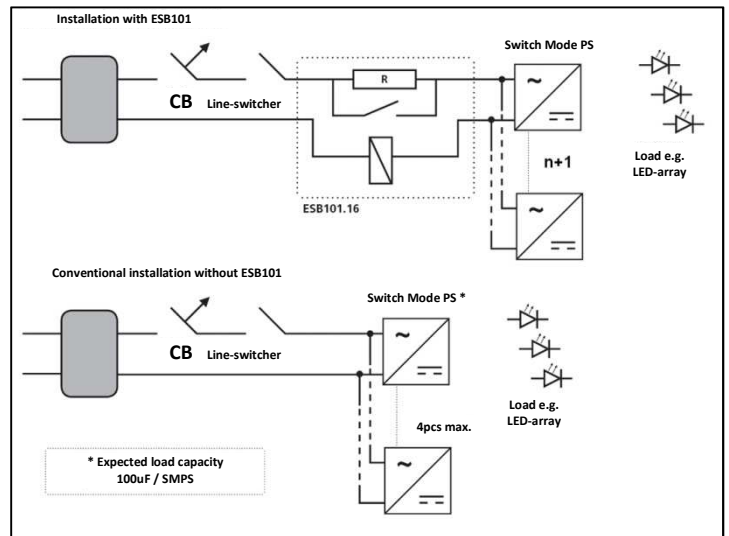 Installation with ESB101
Switch Mode PS
R
CB Line-switcher
~
Load e.g.
LED-array
n+1
ESB101.16
~
Conventional installation without ESB101
Switch Mode PS *
CB Line-switcher
~
Load e.g.
LED-array
4pcs max.
* Expected load capacity
100uF / SMPS
~